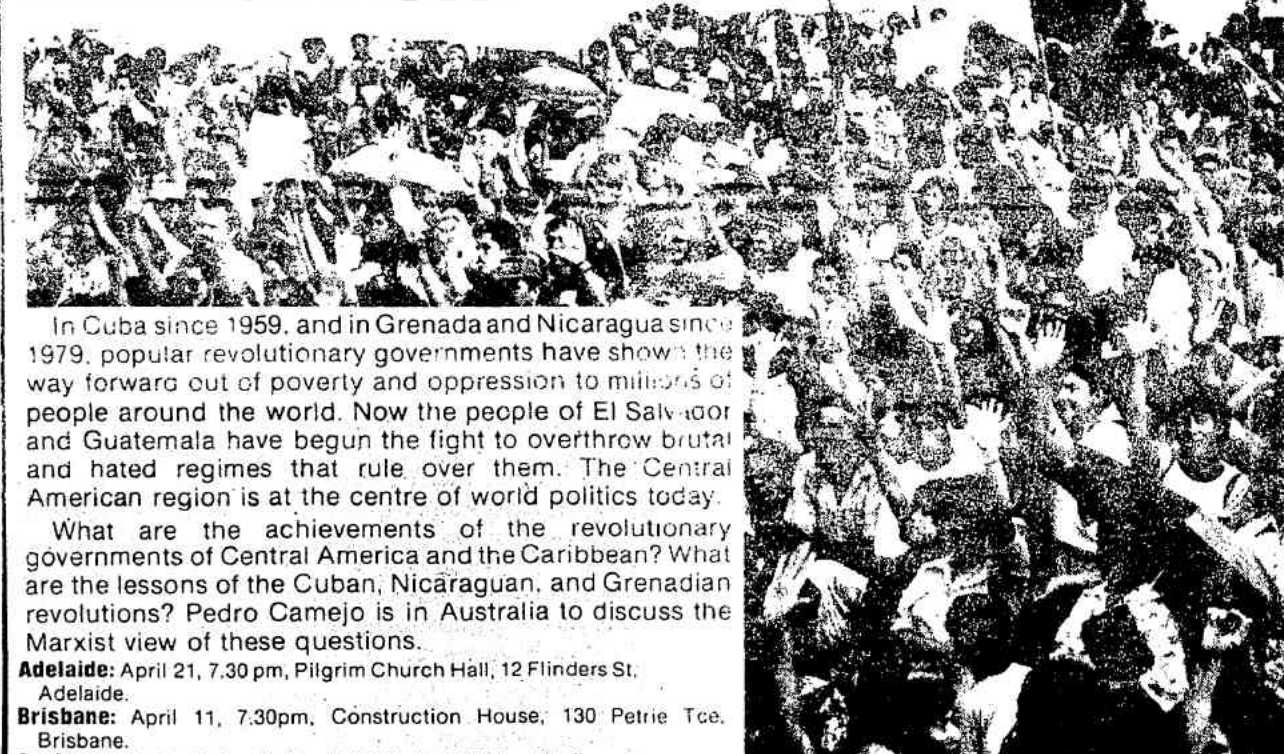 In Cuba since 1959, and in Grenada and Nicaragua since
1979, popular revolutionary governments have shown the
way forward out of poverty and oppression to millions of
people around the world. Now the people of El Salvador
and Guatemala have begun the fight to overthrow brutal
and hated regimes that rule over them. The Central
American region is at the centre of world politics today.
What are the achievements of the revolutionary
governments of Central America and the Caribbean? What
are the lessons of the Cuban, Nicaraguan, and Grenadian
revolutions? Pedro Camejo is in Australia to discuss the
Marxist view of these questions.
Adelaide: April 21, 7.30 pm, Pilgrim Church Hall, 12 Flinders St,
Adelaide.
Brisbane: April 11, 7:30pm, Construction House, 130 Petrie Tce,
Brisbane.